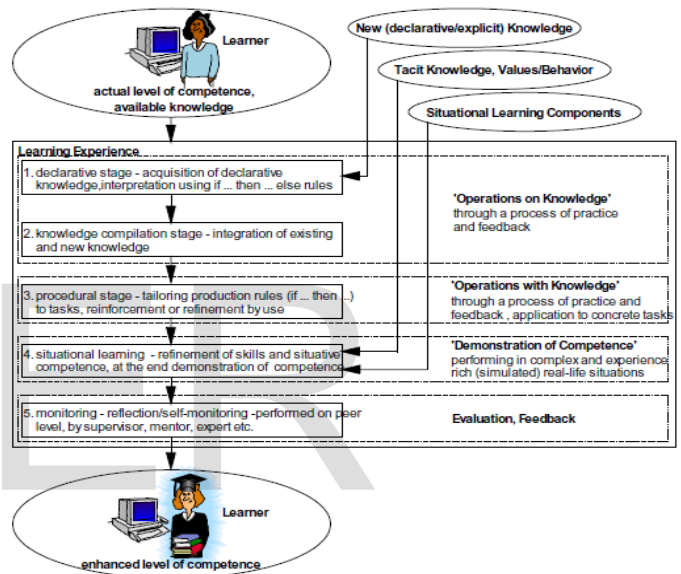 Learner
actual level of competence,
available knowledge
New (declarative/explicit) Knowledge
Tacit Knowledge, Values/Behavior
Situational Learning Components
Learning Experience
1. declarative stage - acquisition of declarative
knowledge,interpretation using if ... then ... else rules
2. knowledge compilation stage - integration of existing
and new knowledge
"Operations on Knowledge"
through a process of practice
and feedback
3. procedural stage - tailoring production rules (if ... then ...)
to tasks, reinforcement or refinement by use
"Operations with Knowledge"
through a process of practice and
feedback , application to concrete tasks
4. situational learning - refinement of skills and situative
competence, at the end demonstration of competence
"Demonstration of Competence"
performing in complex and experience
rich (simulated) real-life situations
5. monitoring - reflection/self-monitoring -performed on peer
level, by supervisor, mentor, expert etc.
Evaluation, Feedback
Learner
enhanced level of competence
ER